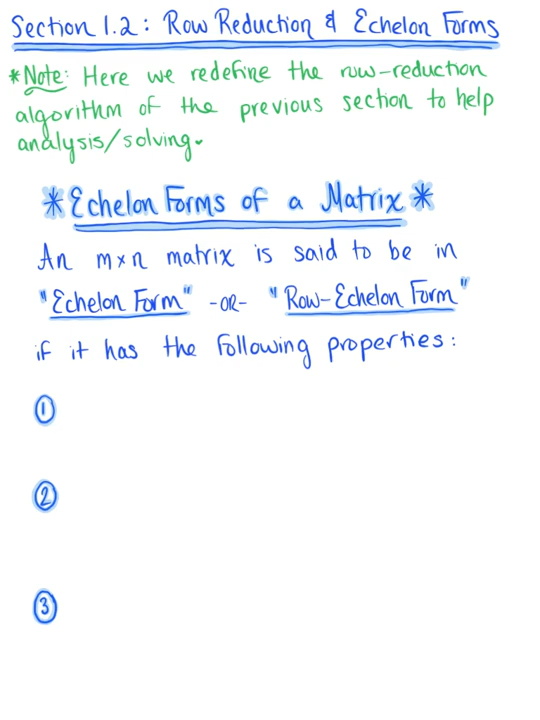 Section 1.2: Row Reduction & Echelon Forms
*Note: Here we redefine the row-reduction
algorithm of the previous section to help
analysis/solving.
*Echelon Forms of a Matrix*
An m×n matrix is said to be in
"Echelon Form" -OR- "Row-Echelon Form"
if it has the following properties:
①
②
③